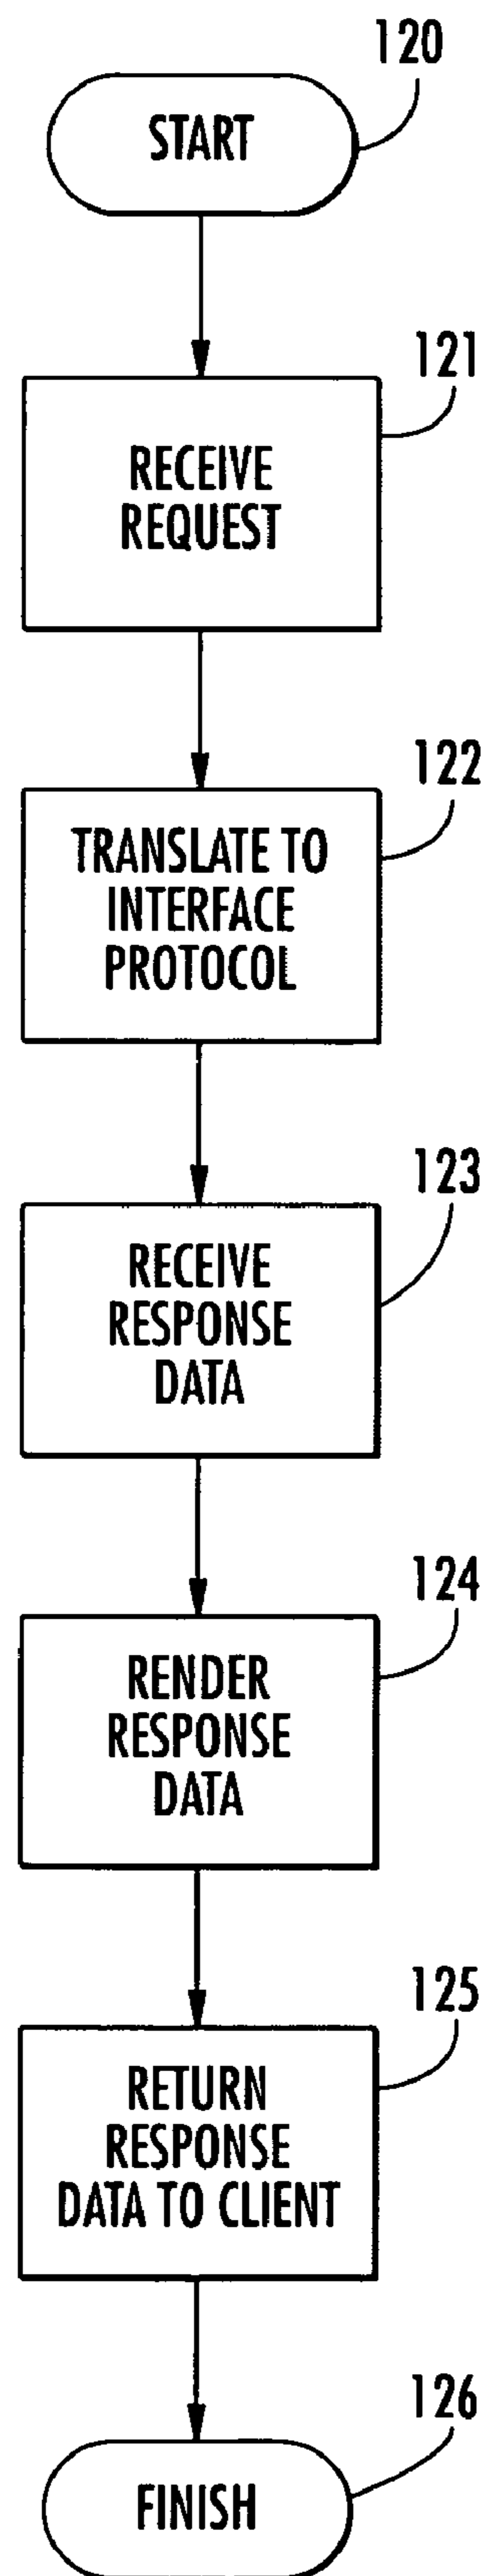 120
START
121
RECEIVE
REQUEST
122
TRANSLATE TO
INTERFACE
PROTOCOL
123
RECEIVE
RESPONSE
DATA
124
RENDER
RESPONSE
DATA
125
RETURN
RESPONSE
DATA TO CLIENT
126
FINISH